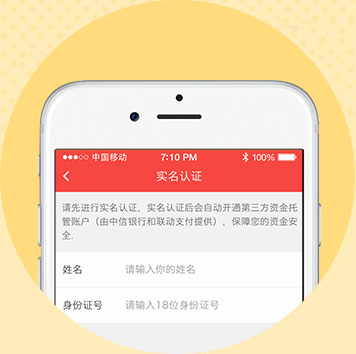 中国移动 7:10 PM 100%
实名认证
请先进行实名认证，实名认证后会自动开通第三方资金托
管账户（由中信银行和联动支付提供），保障您的资金安
全.
姓名 请输入你的姓名
身份证号 请输入18位身份证号